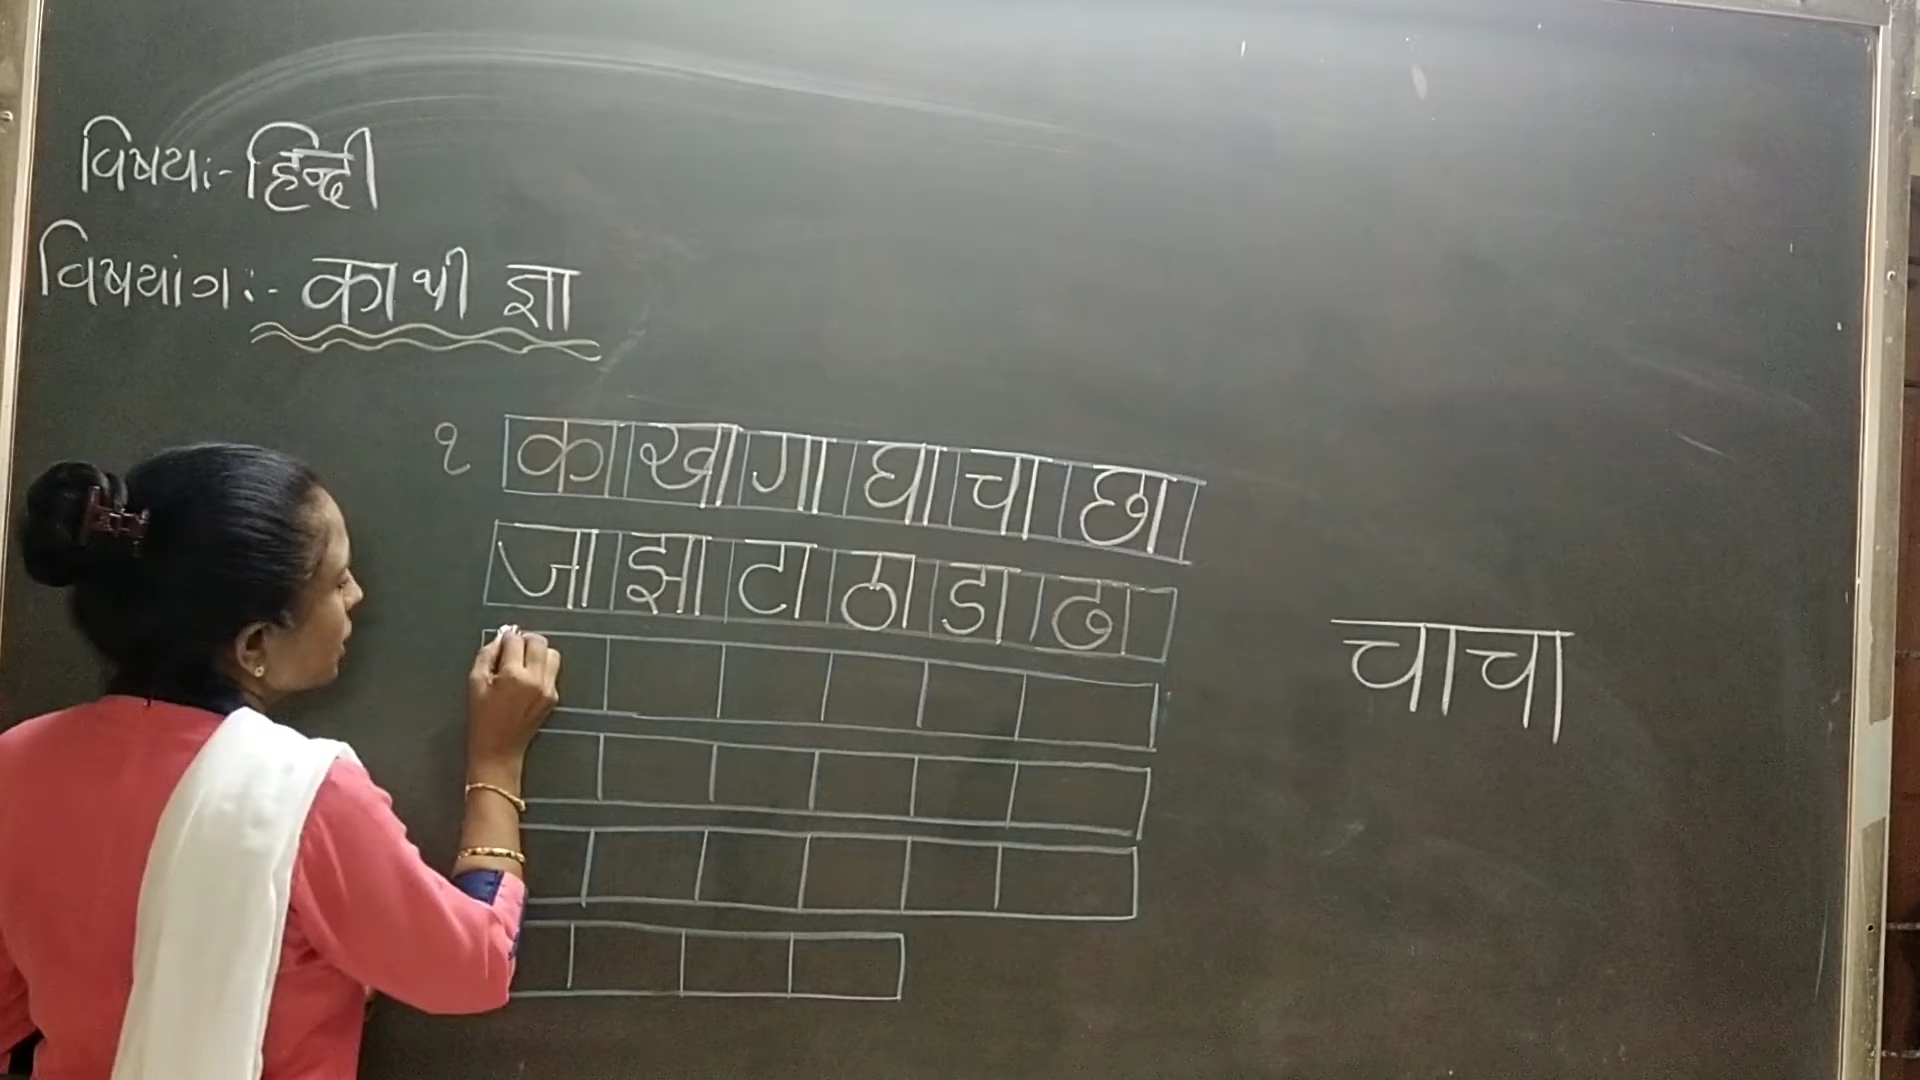 विषयः- हिन्दी
विषयांगः- का थी ज्ञा
१ का खा गा घा चा छा
जा झा टा ठा डा ढा
चाचा